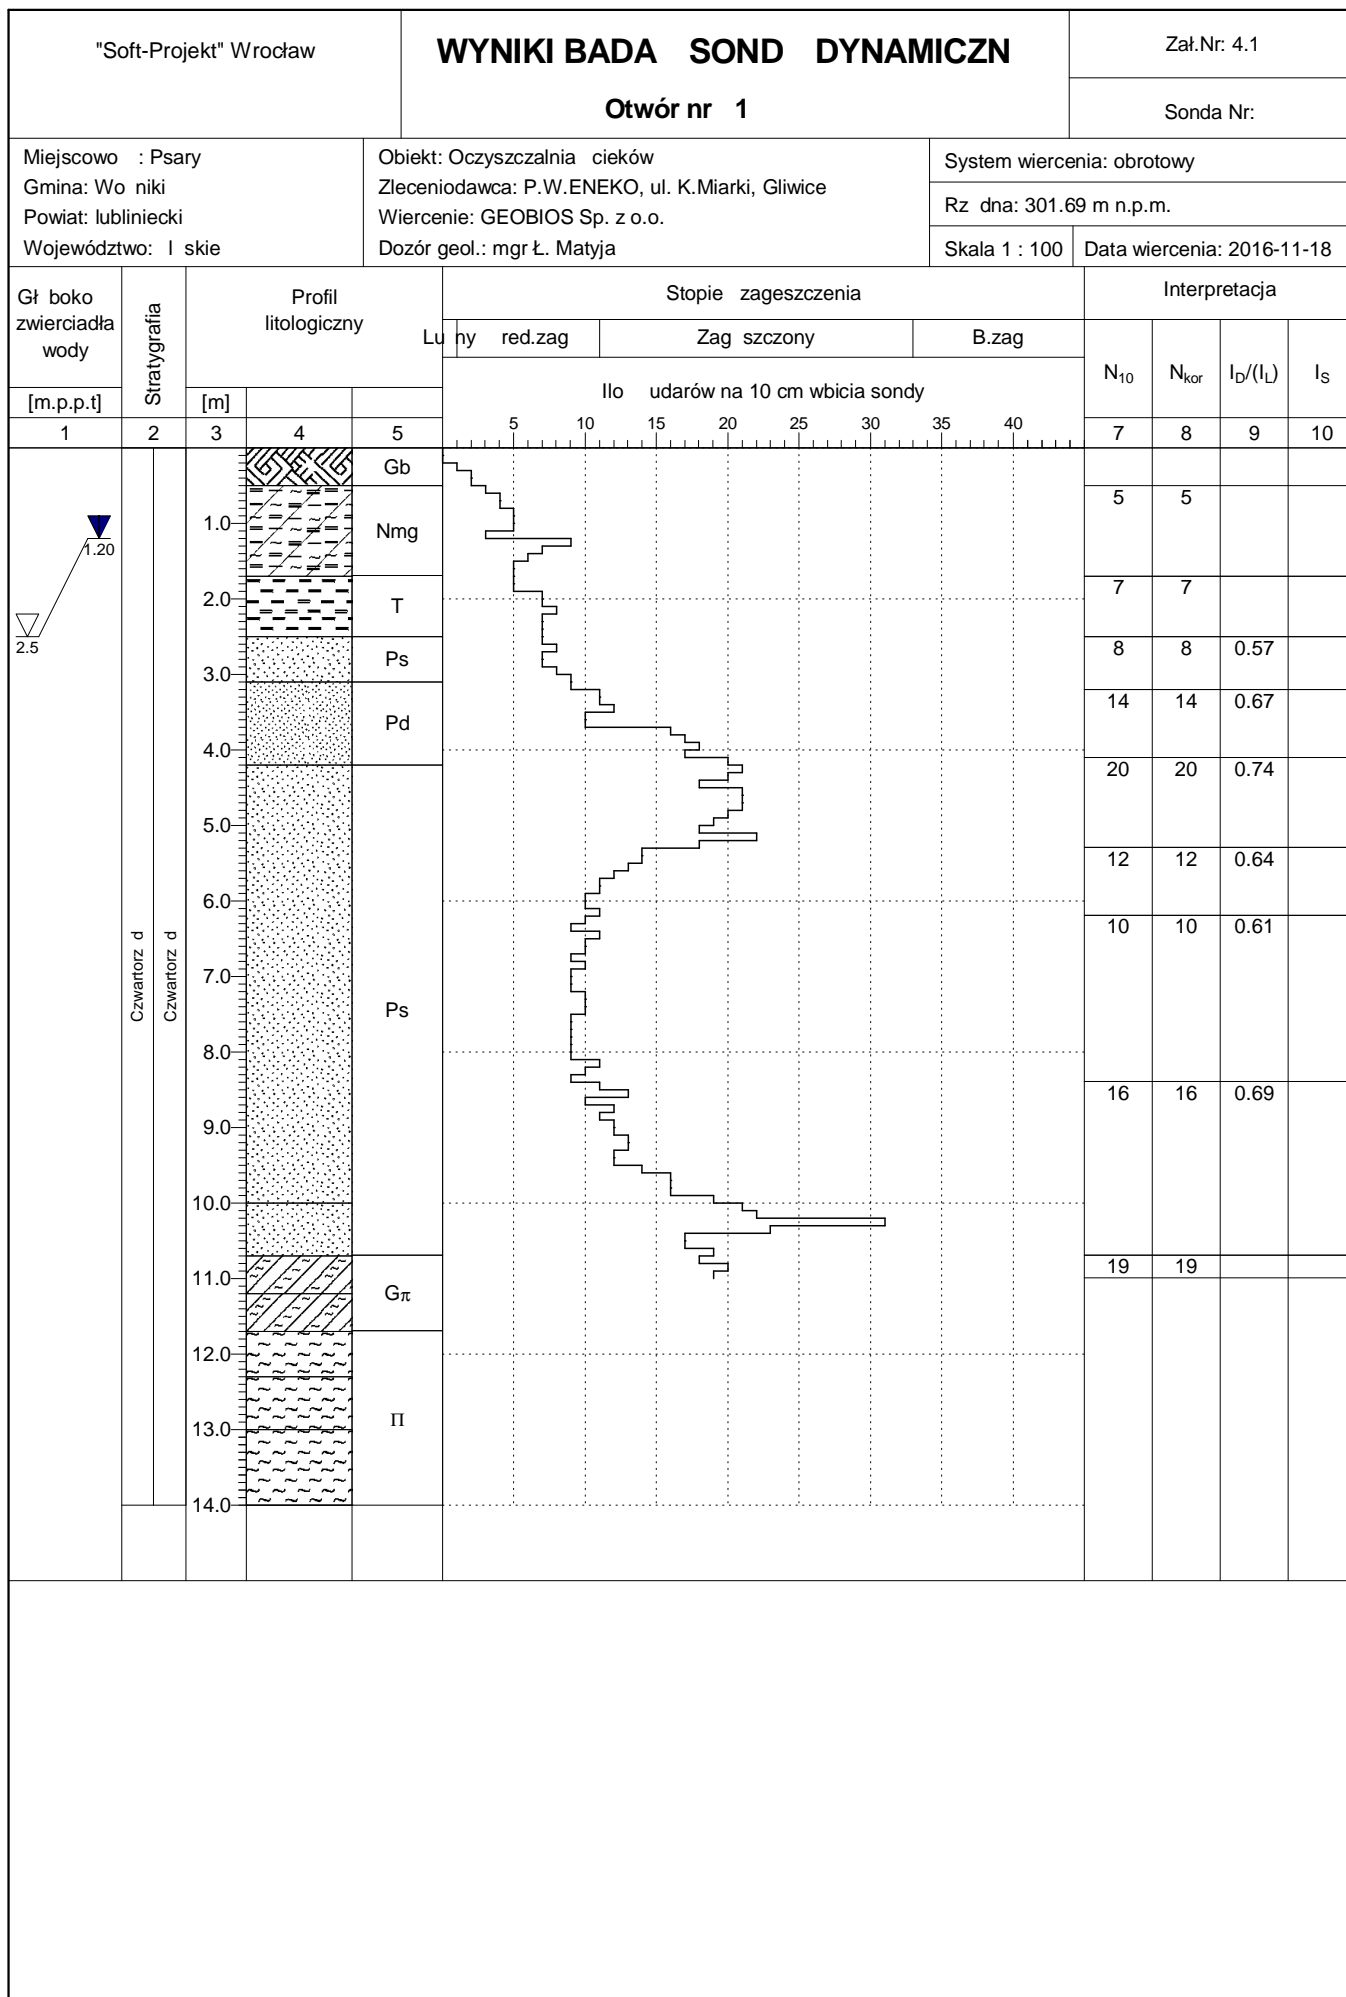 "Soft-Projekt" Wrocław
WYNIKI BADA SOND DYNAMICZN
Otwór nr 1
Zał.Nr: 4.1
Sonda Nr:
Miejscowo : Psary
Gmina: Wo niki
Powiat: lubliniecki
Województwo: l skie
Obiekt: Oczyszczalnia cieków
Zleceniodawca: P.W.ENEKO, ul. K.Miarki, Gliwice
Wiercenie: GEOBIOS Sp. z o.o.
Dozór geol.: mgr Ł. Matyja
System wiercenia: obrotowy
Rz dna: 301.69 m n.p.m.
Skala 1 : 100 Data wiercenia: 2016-11-18
Gł boko
zwierciadła
wody
[m.p.p.t]
Stratygrafia
Profil
litologiczny
[m]
Stopie zageszczenia
Lu ny red.zag Zag szczony B.zag
Ilo udarów na 10 cm wbicia sondy
5 10 15 20 25 30 35 40
Interpretacja
N10 Nkor ID/(IL) IS
1 2 3 4 5 7 8 9 10
Gb
5 5
1.0
Nmg
1.20
7 7
2.0
T
2.5
8 8 0.57
Ps
3.0
14 14 0.67
Pd
4.0
20 20 0.74
5.0
12 12 0.64
6.0
10 10 0.61
Czwartorz d
Czwartorz d
7.0
Ps
8.0
16 16 0.69
9.0
10.0
19 19
11.0
Gπ
12.0
Π
13.0
14.0